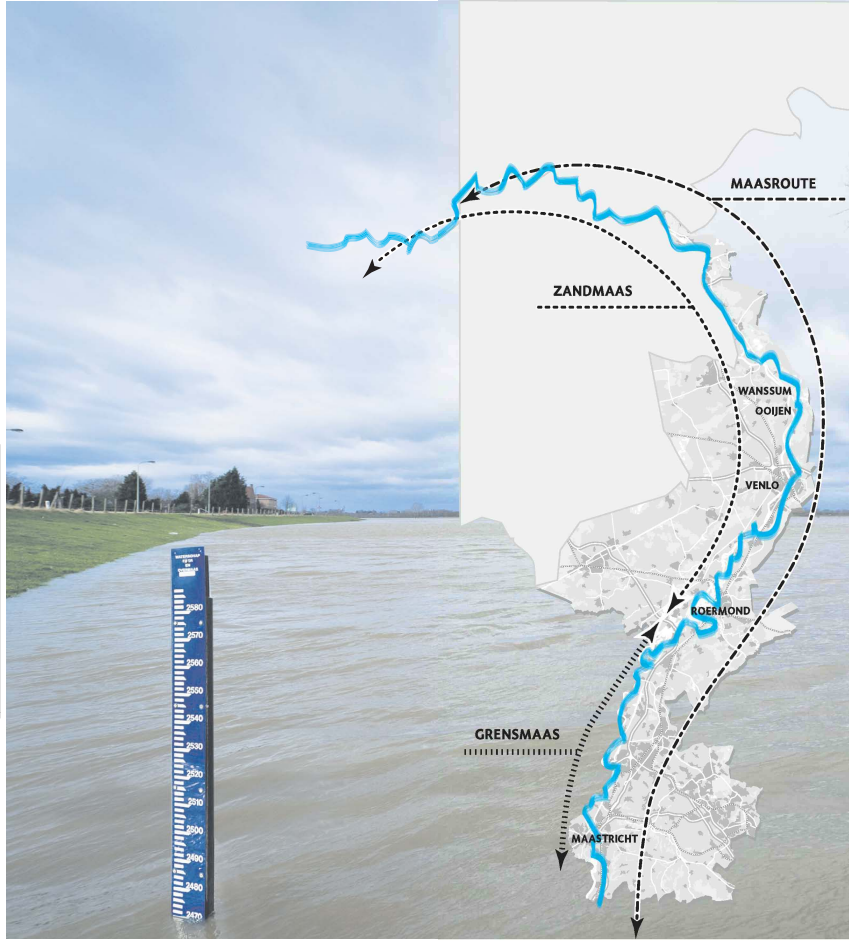 MAASROUTE
ZANDMAAS
WANSSUM
OOIJEN
VENLO
ROERMOND
GRENSMAAS
MAASTRICHT
WATERSCHAP
2580
2570
2560
2550
2540
2530
2520
2510
2500
2490
2480
2470